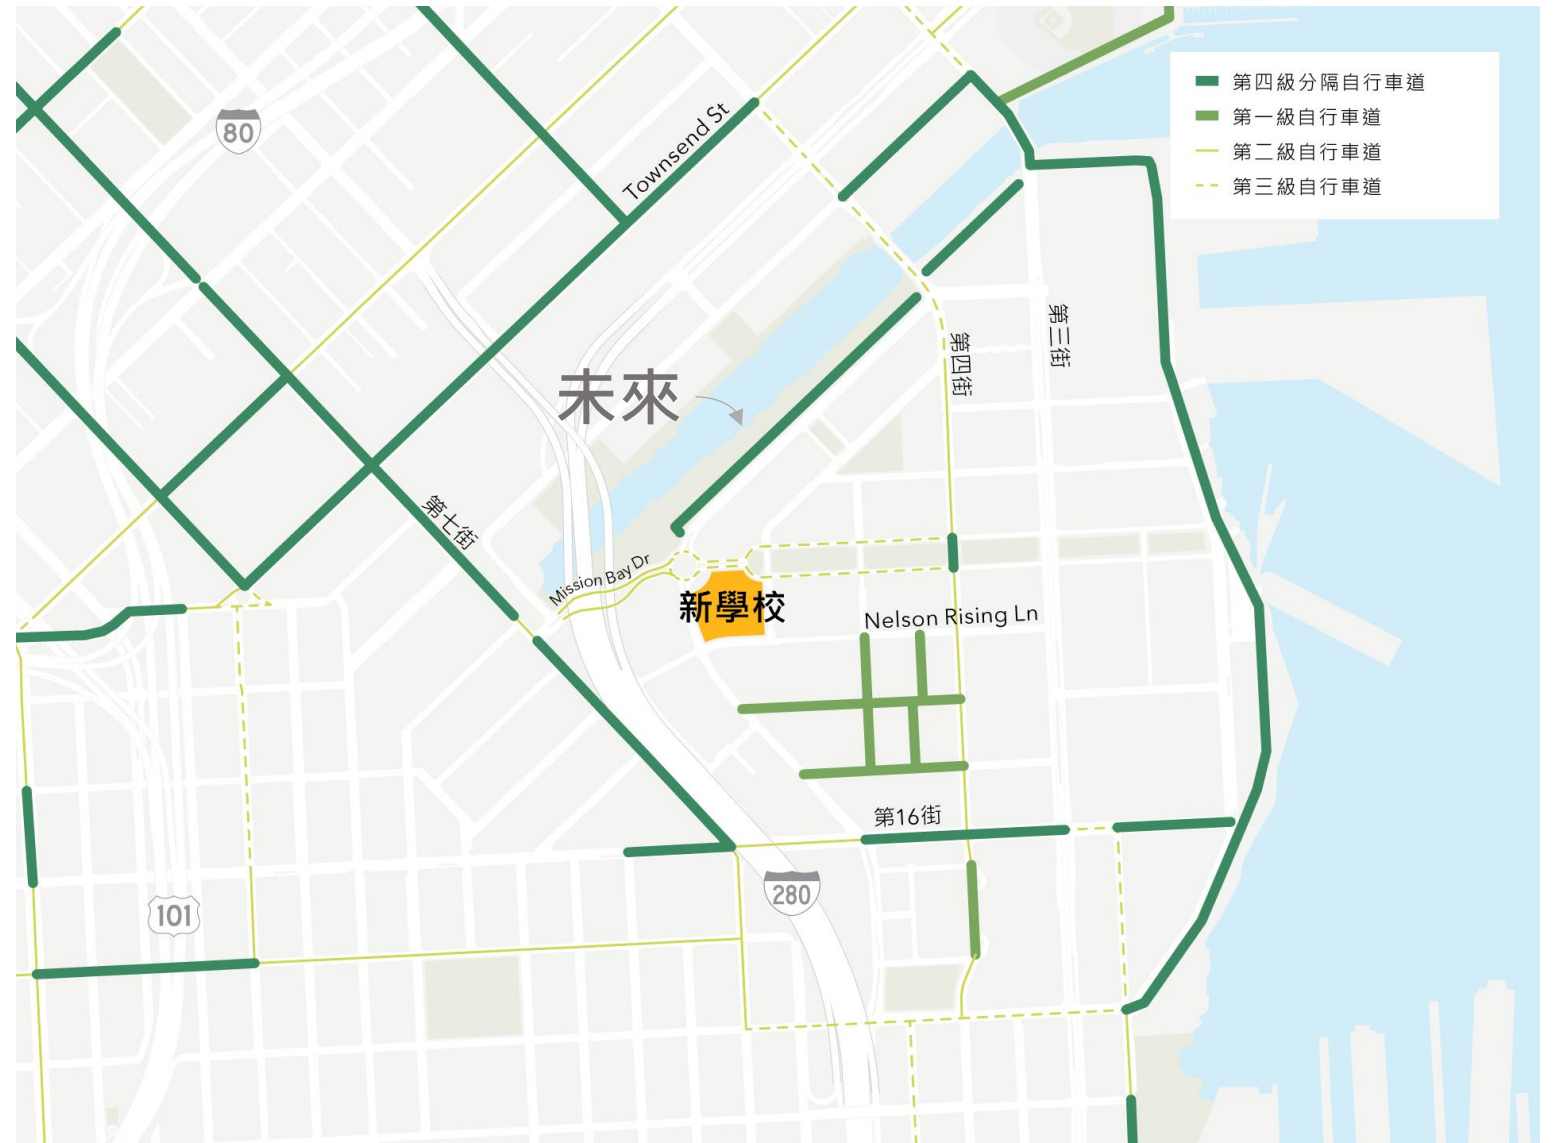 第四級分隔自行車道
第一級自行車道
第二級自行車道
第三級自行車道
80
Townsend St
第三街
第四街
未來
第七街
Mission Bay Dr
新學校
Nelson Rising Ln
第16街
280
101